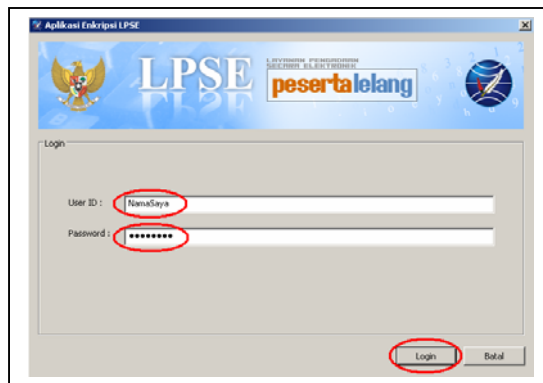 Aplikasi Enkripsi LPSE
LPSE
LAYANAN PENGADAAN
SECARA ELEKTRONIK
pesertalelang
Login
User ID :
NamaSaya
Password :
••••••••
Login
Batal